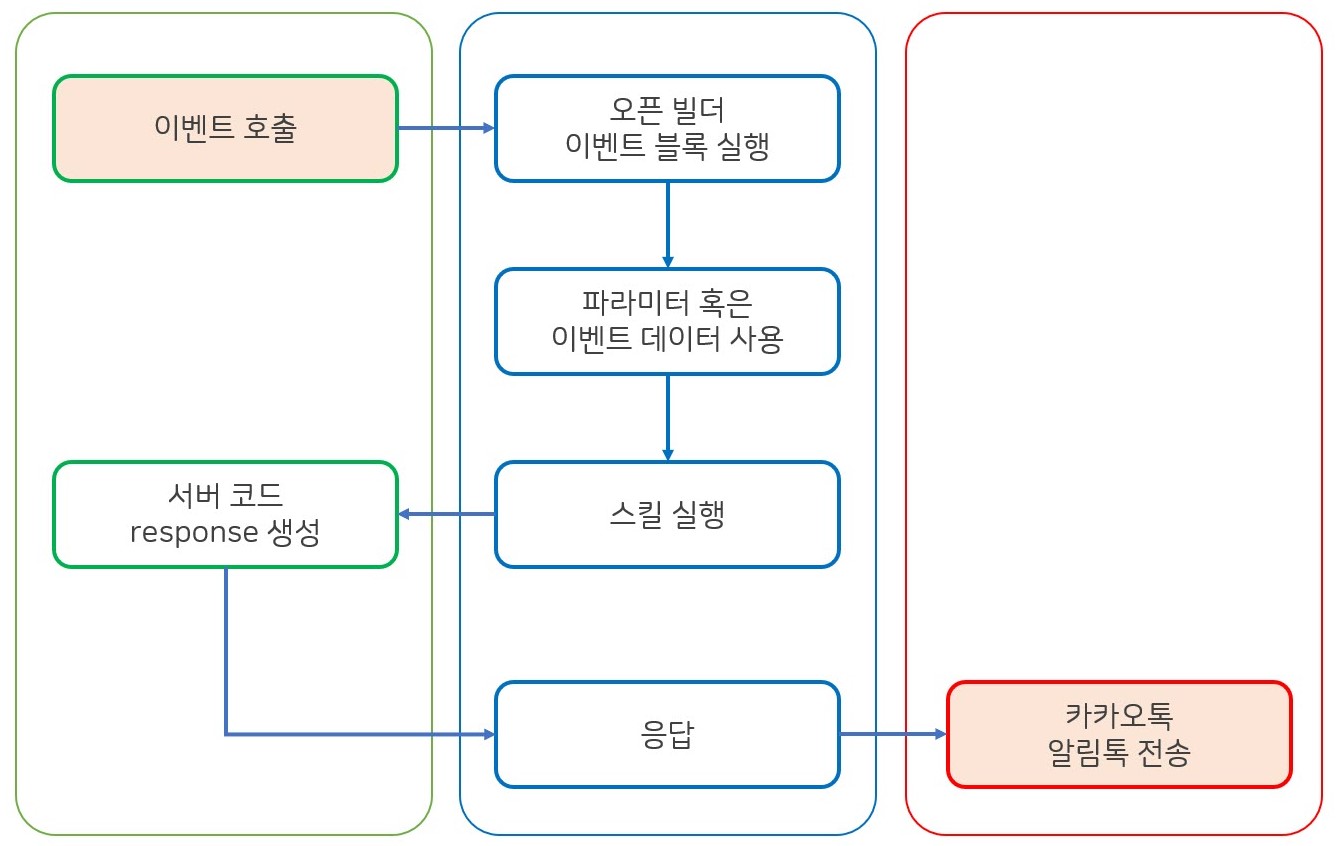 이벤트 호출
오픈 빌더
이벤트 블록 실행
파라미터 혹은
이벤트 데이터 사용
스킬 실행
서버 코드
response 생성
응답
카카오톡
알림톡 전송